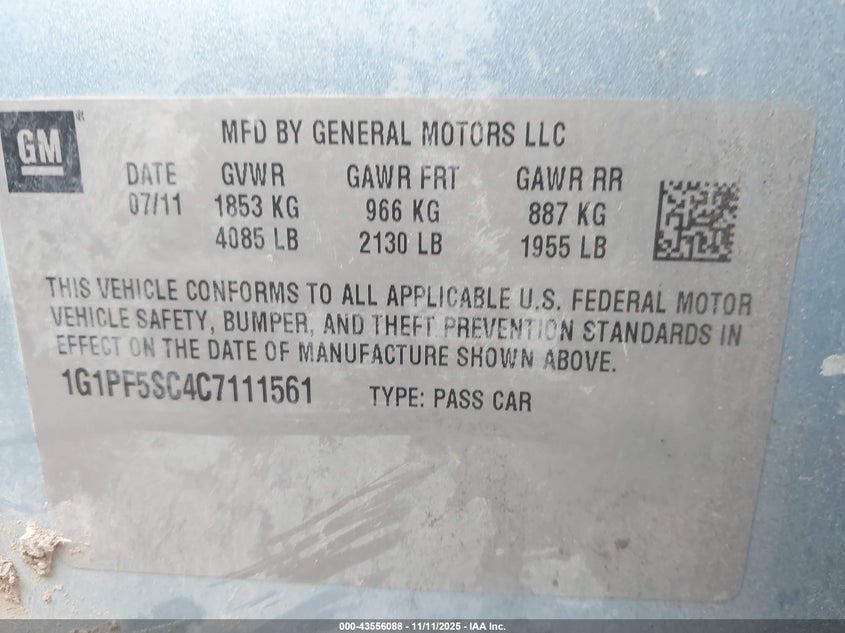 GM®
MFD BY GENERAL MOTORS LLC
DATE GVWR GAWR FRT GAWR RR
07/11 1853 KG 966 KG 887 KG
4085 LB 2130 LB 1955 LB
THIS VEHICLE CONFORMS TO ALL APPLICABLE U.S. FEDERAL MOTOR
VEHICLE SAFETY, BUMPER, AND THEFT PREVENTION STANDARDS IN
EFFECT ON THE DATE OF MANUFACTURE SHOWN ABOVE.
1G1PF5SC4C7111561 TYPE: PASS CAR
000-43556088 - 11/11/2025 - IAA Inc.